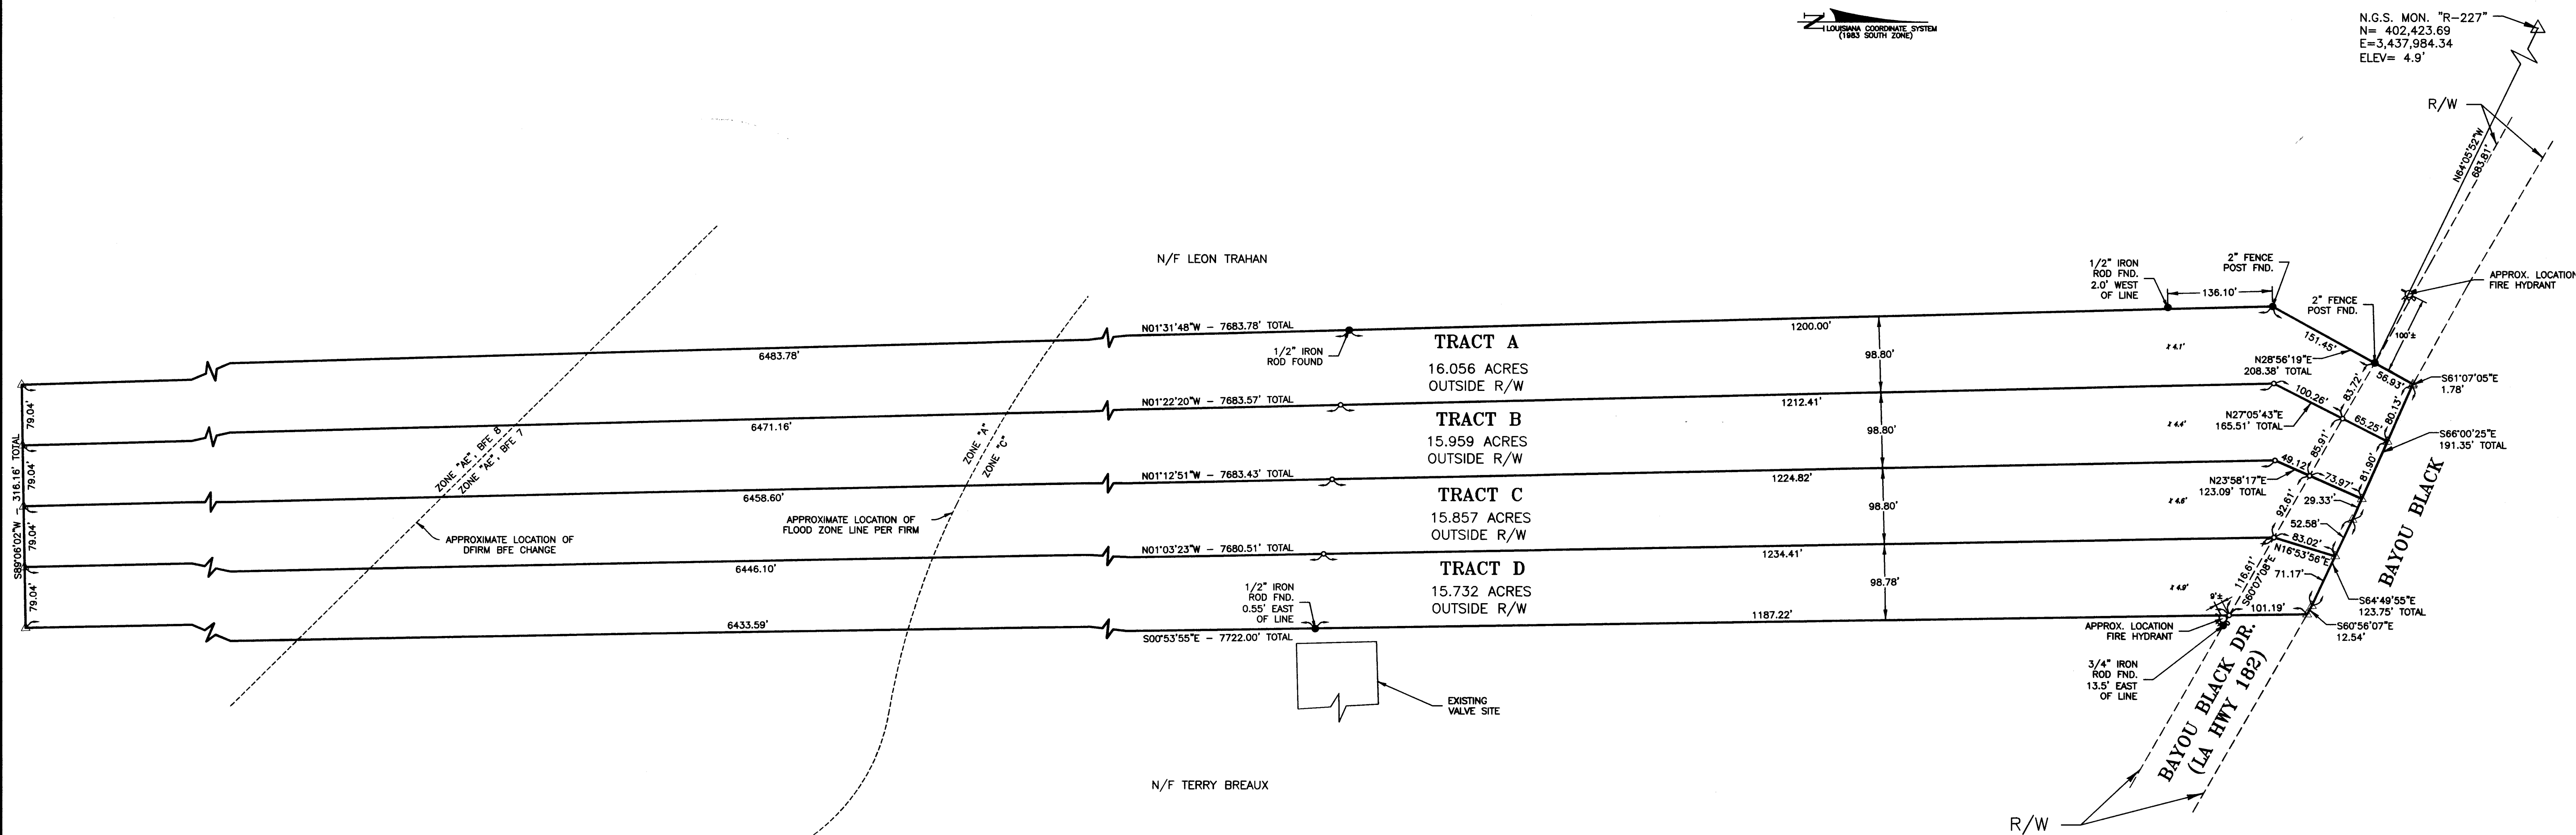 LOUISIANA COORDINATE SYSTEM
(1983 SOUTH ZONE)
N.G.S. MON. "R-227"
N= 402,423.69
E=3,437,984.34
ELEV= 4.9'
R/W
N64°05'52"W
683.81'
N/F LEON TRAHAN
1/2" IRON
ROD FND.
2.0' WEST
OF LINE
2" FENCE
POST FND.
136.10'
2" FENCE
POST FND.
APPROX. LOCATION
FIRE HYDRANT
100'±
N01°31'48"W - 7683.78' TOTAL
6483.78'
1/2" IRON
ROD FOUND
TRACT A
16.056 ACRES
OUTSIDE R/W
1200.00'
98.80'
4.1'
151.45'
N28°56'19"E
208.38' TOTAL
56.93'
S61°07'05"E
1.78'
83.72'
80.13'
79.04'
N01°22'20"W - 7683.57' TOTAL
6471.16'
TRACT B
15.959 ACRES
OUTSIDE R/W
1212.41'
98.80'
4.4'
100.26'
N27°05'43"E
165.51' TOTAL
65.25'
S66°00'25"E
191.35' TOTAL
85.91'
81.90'
79.04'
S89°06'02"W - 316.16' TOTAL
ZONE "AE", BFE 8
ZONE "AE", BFE 7
ZONE "A"
ZONE "C"
N01°12'51"W - 7683.43' TOTAL
6458.60'
TRACT C
15.857 ACRES
OUTSIDE R/W
1224.82'
98.80'
4.6'
49.12'
N23°58'17"E
123.09' TOTAL
73.97'
29.33'
92.61'
52.58'
79.04'
APPROXIMATE LOCATION OF
DFIRM BFE CHANGE
APPROXIMATE LOCATION OF
FLOOD ZONE LINE PER FIRM
N01°03'23"W - 7680.51' TOTAL
6446.10'
TRACT D
15.732 ACRES
OUTSIDE R/W
1234.41'
98.78'
4.9'
83.02'
N16°53'56"E
71.17'
116.61'
S60°07'08"E
S64°49'55"E
123.75' TOTAL
79.04'
1/2" IRON
ROD FND.
0.55' EAST
OF LINE
6433.59'
S00°53'55"E - 7722.00' TOTAL
1187.22'
9'±
101.19'
S60°56'07"E
12.54'
APPROX. LOCATION
FIRE HYDRANT
3/4" IRON
ROD FND.
13.5' EAST
OF LINE
EXISTING
VALVE SITE
BAYOU BLACK
BAYOU BLACK DR.
(LA HWY 182)
N/F TERRY BREAUX
R/W